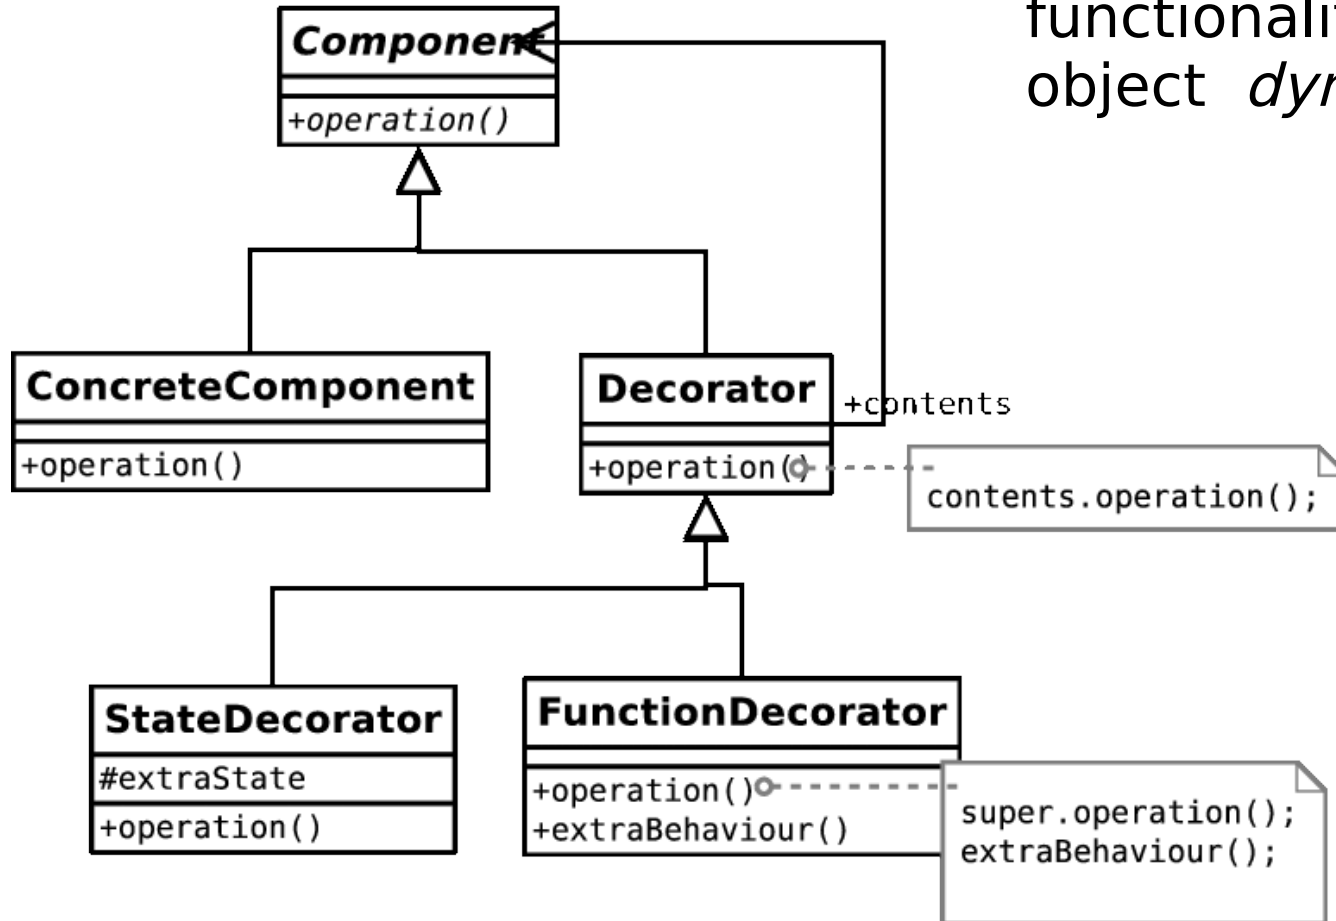 Component
+operation()
functionali
object dyn
ConcreteComponent
+operation()
Decorator
+operation()
+contents
contents.operation();
StateDecorator
#extraState
+operation()
FunctionDecorator
+operation()
+extraBehaviour()
super.operation();
extraBehaviour();